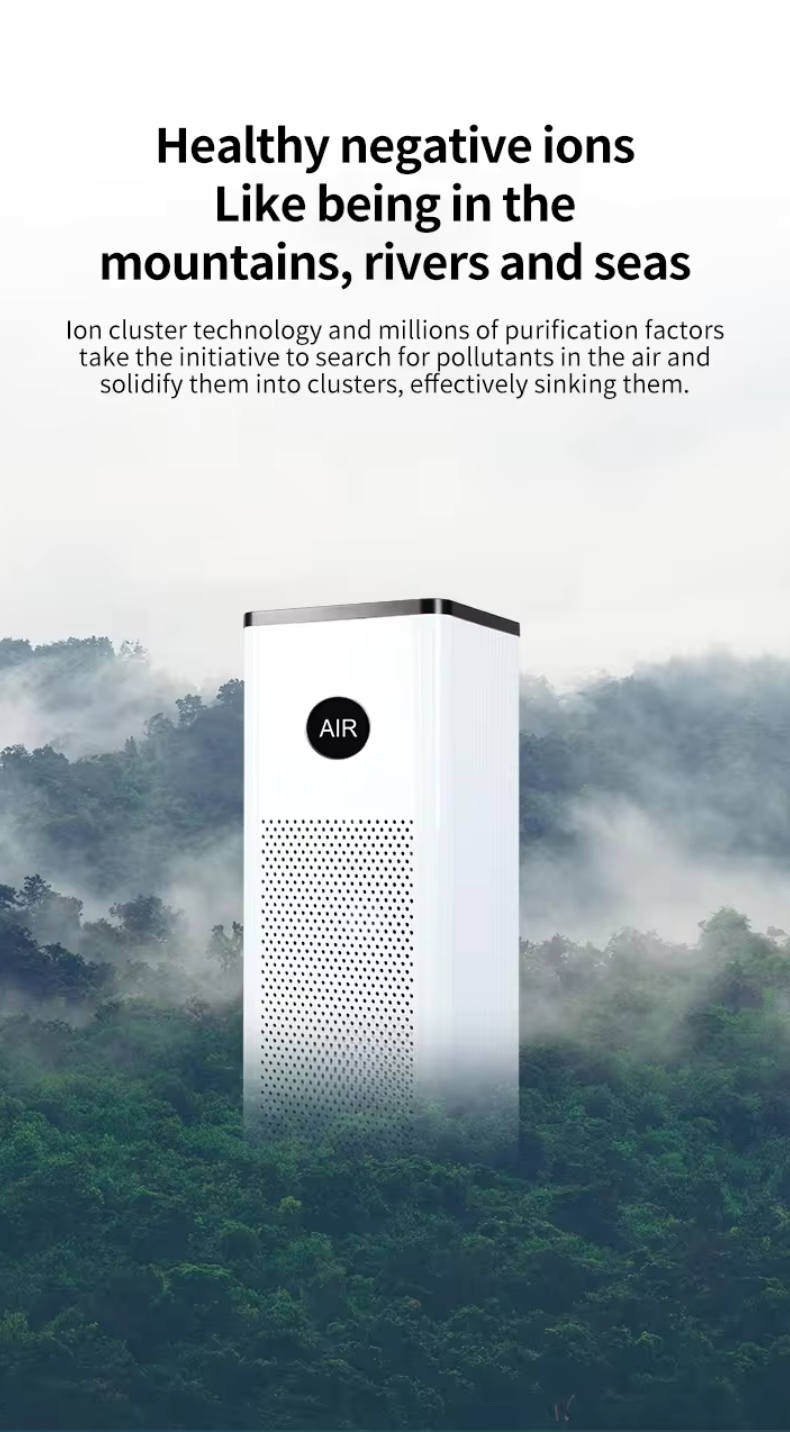 Healthy negative ions
Like being in the
mountains, rivers and seas
Ion cluster technology and millions of purification factors
take the initiative to search for pollutants in the air and
solidify them into clusters, effectively sinking them.
AIR